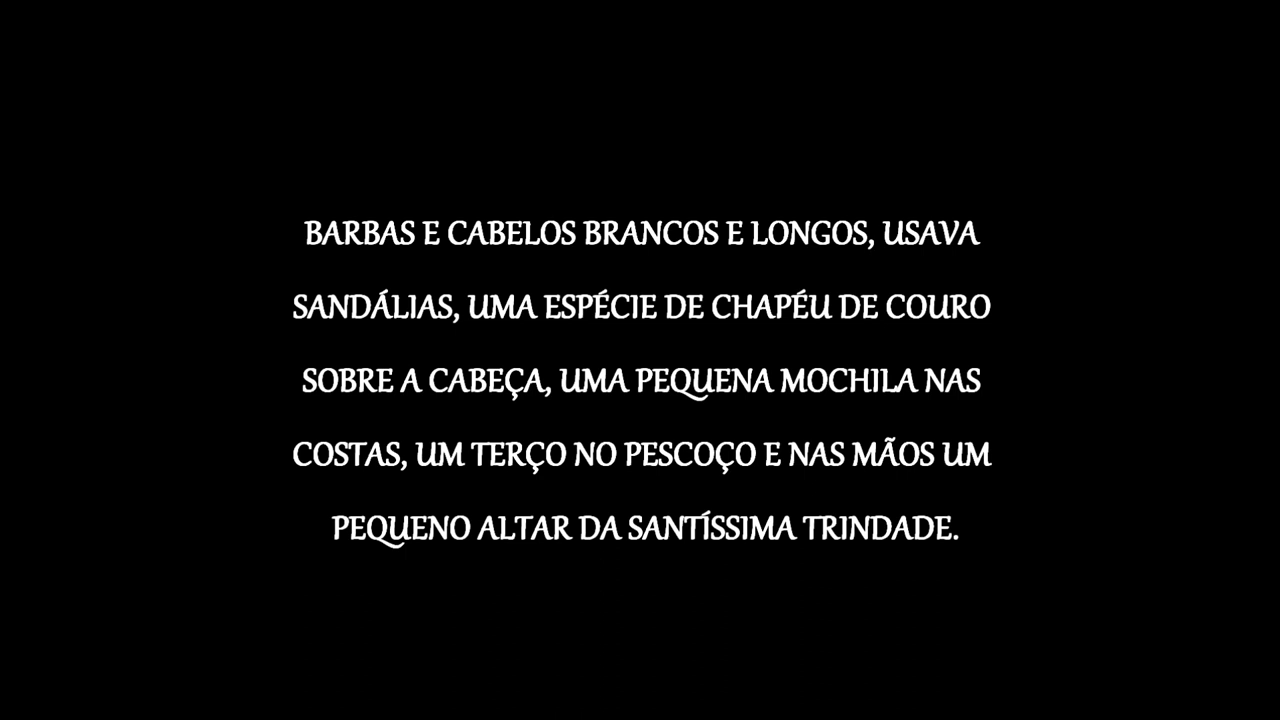 BARBAS E CABELOS BRANCOS E LONGOS, USAVA
SANDÁLIAS, UMA ESPÉCIE DE CHAPÉU DE COURO
SOBRE A CABEÇA, UMA PEQUENA MOCHILA NAS
COSTAS, UM TERÇO NO PESCOÇO E NAS MÃOS UM
PEQUENO ALTAR DA SANTÍSSIMA TRINDADE.